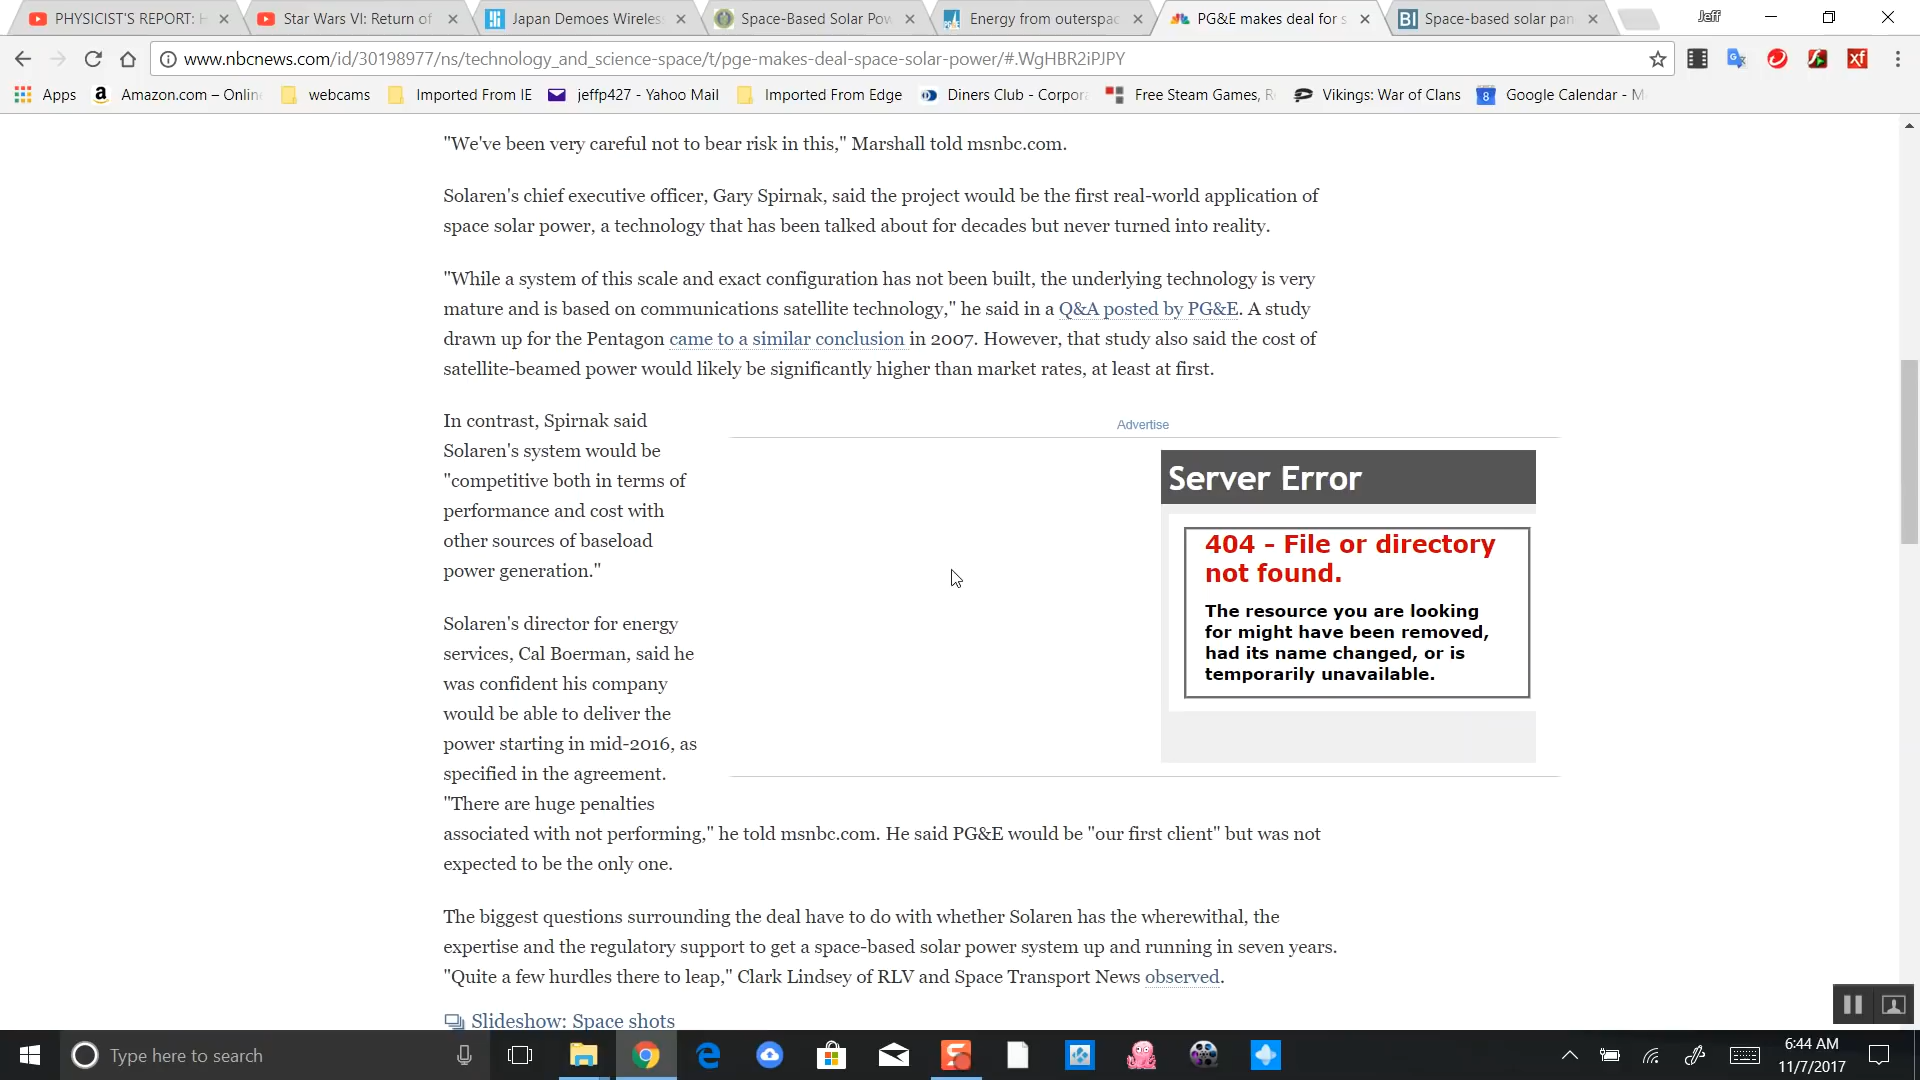 PHYSICIST'S REPORT: H
Star Wars VI: Return of
Japan Demoes Wireles
Space-Based Solar Pow
Energy from outerspac
PG&E makes deal for s
Space-based solar pan
Jeff
www.nbcnews.com/id/30198977/ns/technology_and_science-space/t/pge-makes-deal-space-solar-power/#.WgHBR2iPJPY
Apps
Amazon.com – Onlin
webcams
Imported From IE
jeffp427 - Yahoo Mail
Imported From Edge
Diners Club - Corpor
Free Steam Games, R
Vikings: War of Clans
Google Calendar - M
"We've been very careful not to bear risk in this," Marshall told msnbc.com.
Solaren's chief executive officer, Gary Spirnak, said the project would be the first real-world application of
space solar power, a technology that has been talked about for decades but never turned into reality.
"While a system of this scale and exact configuration has not been built, the underlying technology is very
mature and is based on communications satellite technology," he said in a Q&A posted by PG&E. A study
drawn up for the Pentagon came to a similar conclusion in 2007. However, that study also said the cost of
satellite-beamed power would likely be significantly higher than market rates, at least at first.
In contrast, Spirnak said
Solaren's system would be
"competitive both in terms of
performance and cost with
other sources of baseload
power generation."
Advertise
Server Error
404 - File or directory
not found.
The resource you are looking
for might have been removed,
had its name changed, or is
temporarily unavailable.
Solaren's director for energy
services, Cal Boerman, said he
was confident his company
would be able to deliver the
power starting in mid-2016, as
specified in the agreement.
"There are huge penalties
associated with not performing," he told msnbc.com. He said PG&E would be "our first client" but was not
expected to be the only one.
The biggest questions surrounding the deal have to do with whether Solaren has the wherewithal, the
expertise and the regulatory support to get a space-based solar power system up and running in seven years.
"Quite a few hurdles there to leap," Clark Lindsey of RLV and Space Transport News observed.
Slideshow: Space shots
Type here to search
6:44 AM
11/7/2017